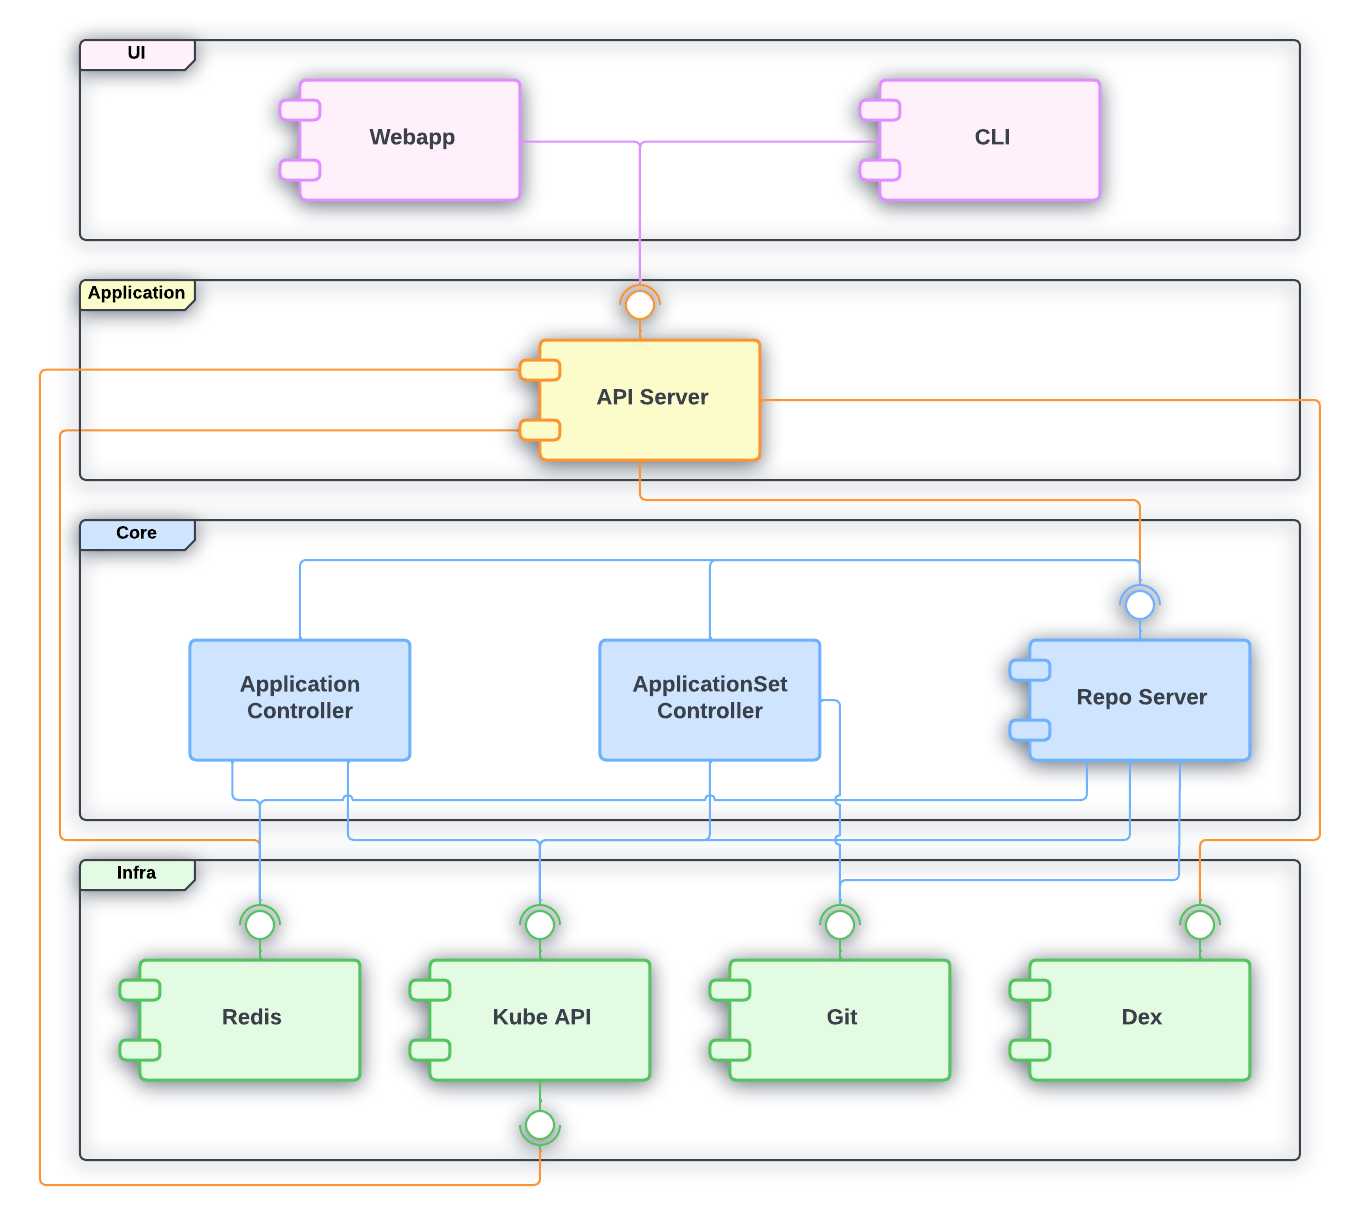 UI
Webapp
CLI
Application
API Server
Core
Application
Controller
ApplicationSet
Controller
Repo Server
Infra
Redis
Kube API
Git
Dex